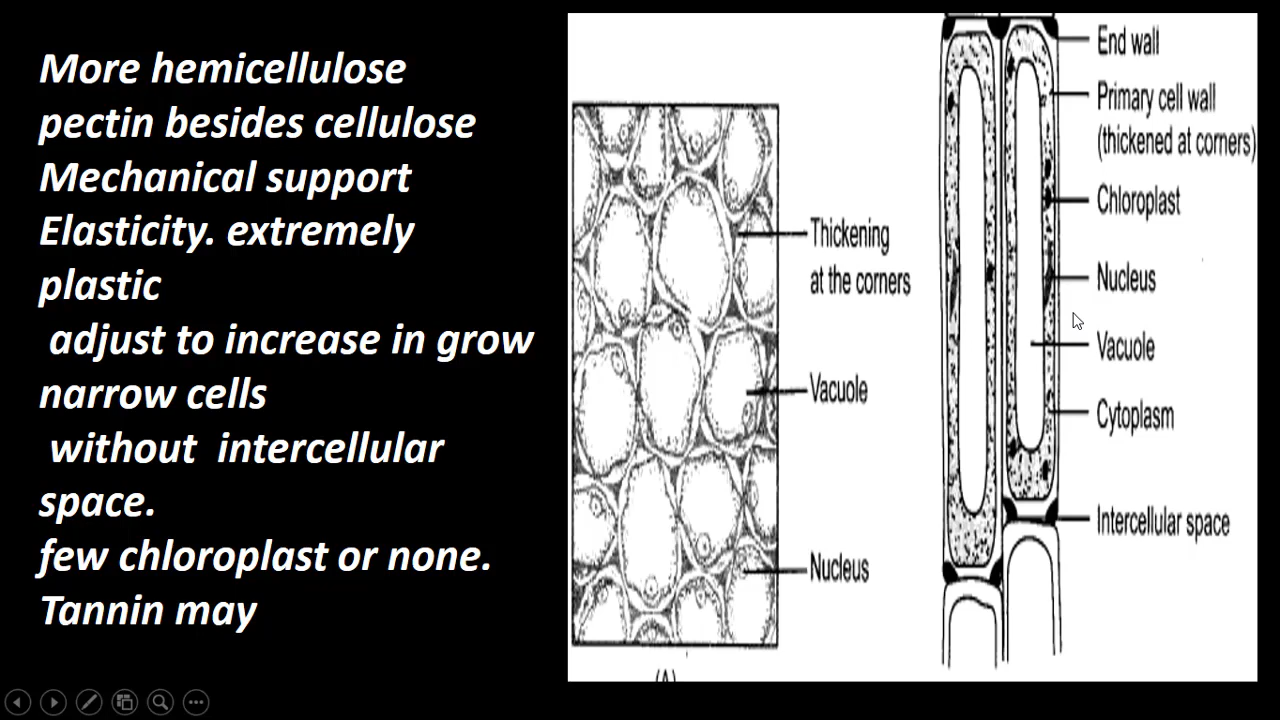 More hemicellulose
pectin besides cellulose
Mechanical support
Elasticity. extremely
plastic
adjust to increase in grow
narrow cells
without intercellular
space.
few chloroplast or none.
Tannin may
Thickening
at the corners
Vacuole
Nucleus
(A)
End wall
Primary cell wall
(thickened at corners)
Chloroplast
Nucleus
Vacuole
Cytoplasm
Intercellular space